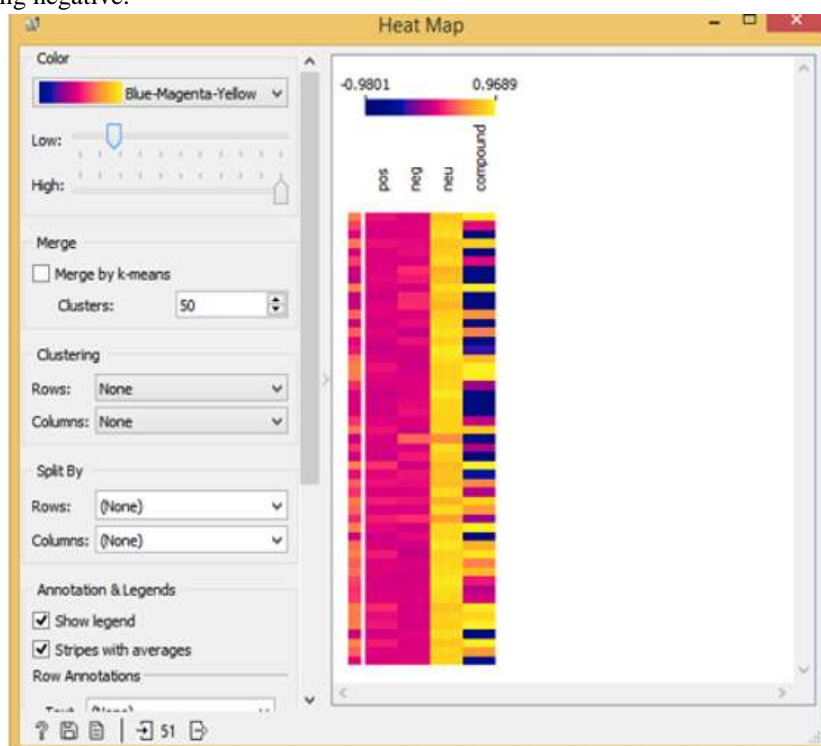 ng negative.
Heat Map
Color
Blue-Magenta-Yellow
Low:
High:
Merge
Merge by k-means
Clusters: 50
Clustering
Rows: None
Columns: None
Split By
Rows: (None)
Columns: (None)
Annotation & Legends
Show legend
Stripes with averages
Row Annotations
51
-0.9801 0.9689
pos
neg
neu
compound